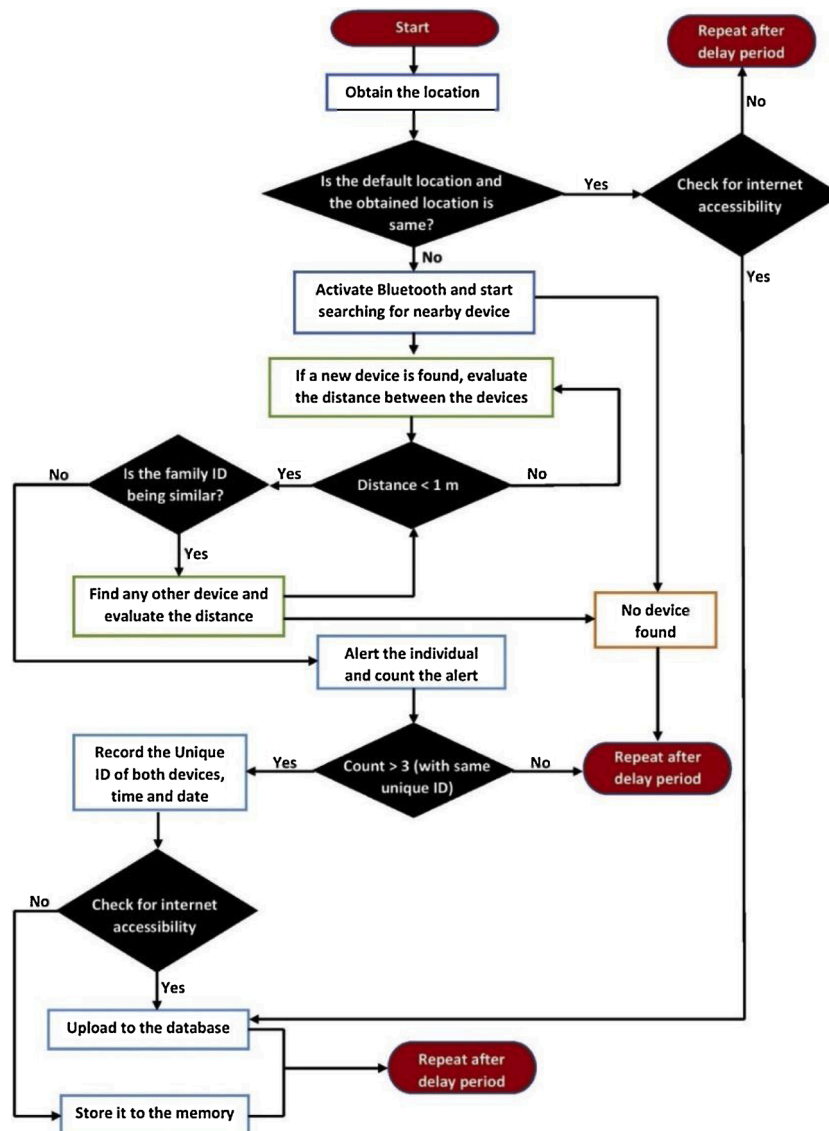 Start
Repeat after
delay period
Obtain the location
No
Is the default location and
the obtained location is
same?
Yes
Check for internet
accessibility
No
Yes
Activate Bluetooth and start
searching for nearby device
If a new device is found, evaluate
the distance between the devices
No
Is the family ID
being similar?
Yes
Distance < 1 m
No
Yes
Find any other device and
evaluate the distance
No device
found
Alert the individual
and count the alert
Record the Unique
ID of both devices,
time and date
Yes
Count > 3 (with same
unique ID)
No
Repeat after
delay period
No
Check for internet
accessibility
Yes
Upload to the database
Repeat after
delay period
Store it to the memory